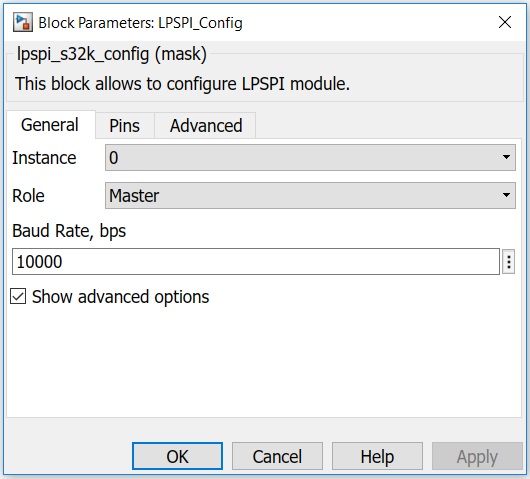 Block Parameters: LPSPI_Config
lpspi_s32k_config (mask)
This block allows to configure LPSPI module.
General Pins Advanced
Instance 0
Role Master
Baud Rate, bps
10000
Show advanced options
OK Cancel Help Apply